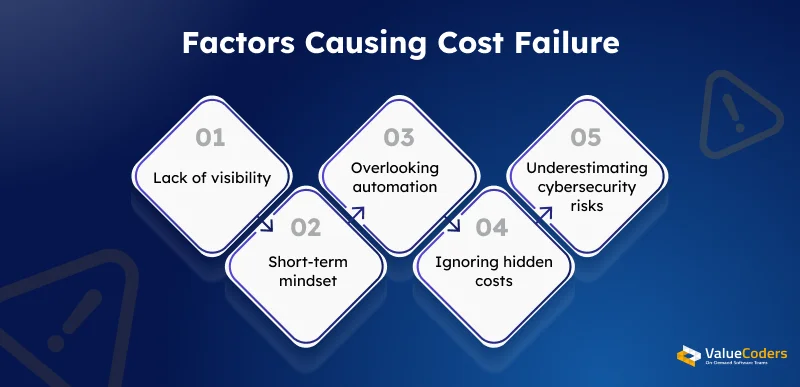 Factors Causing Cost Failure
01
Lack of visibility
02
Short-term
mindset
03
Overlooking
automation
04
Ignoring hidden
costs
05
Underestimating
cybersecurity
risks
ValueCoders
On-Demand Software Teams